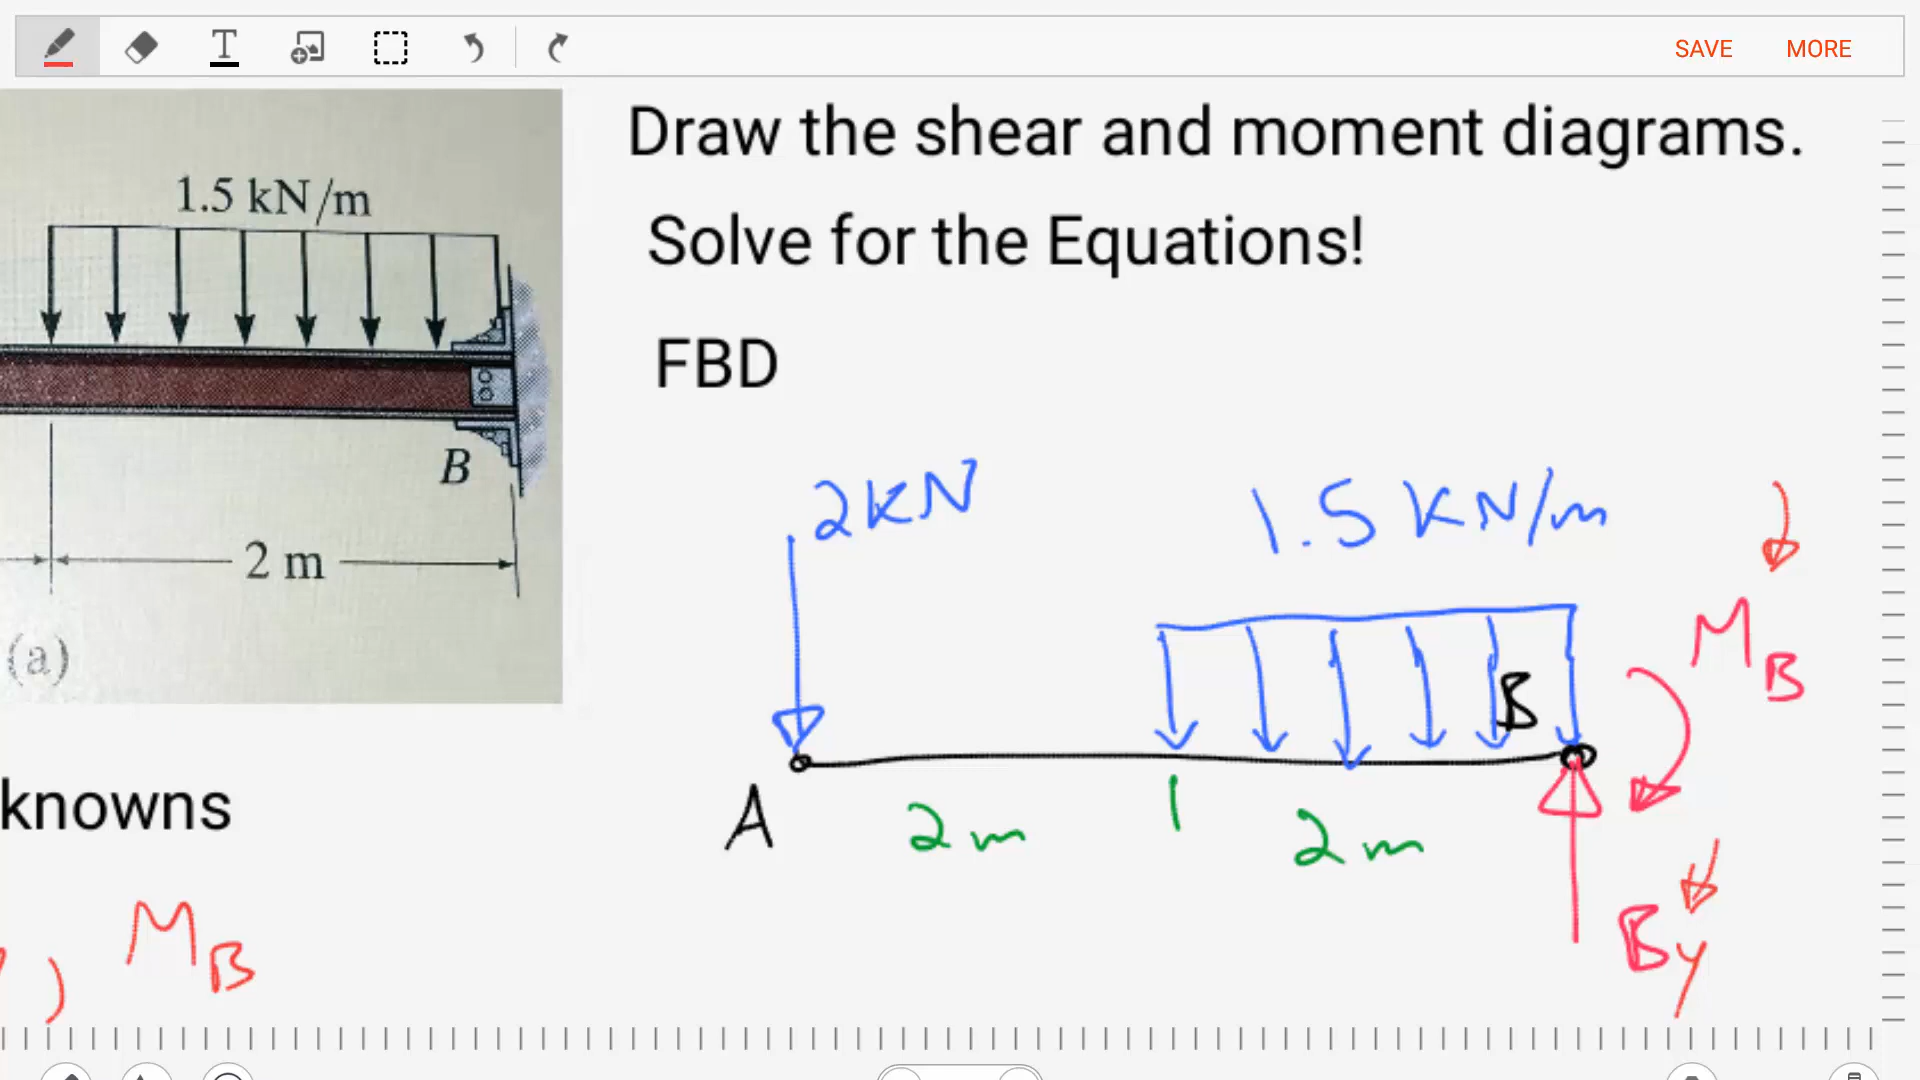 T
SAVE
MORE
1.5 kN/m
B
2 m
(a)
Draw the shear and moment diagrams.
Solve for the Equations!
FBD
2kN
1.5 KN/m
MB
B
A
2m
2m
By
knowns
) MB